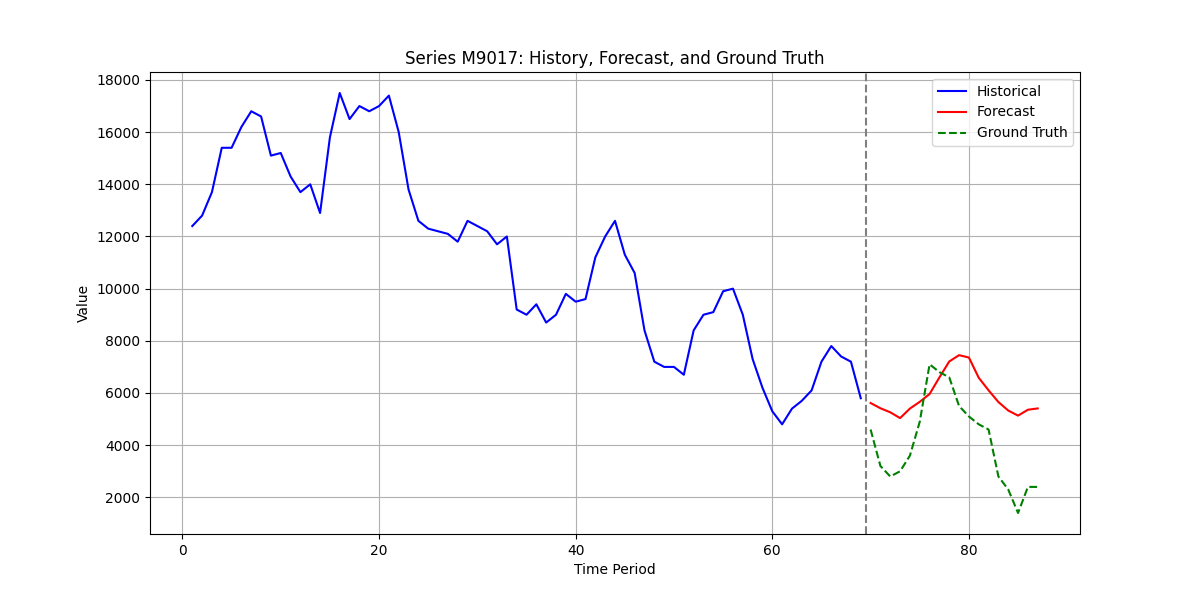 Series M9017: History, Forecast, and Ground Truth
18000
16000
14000
12000
10000
8000
6000
4000
2000
Value
0 20 40 60 80
Time Period
Historical
Forecast
Ground Truth